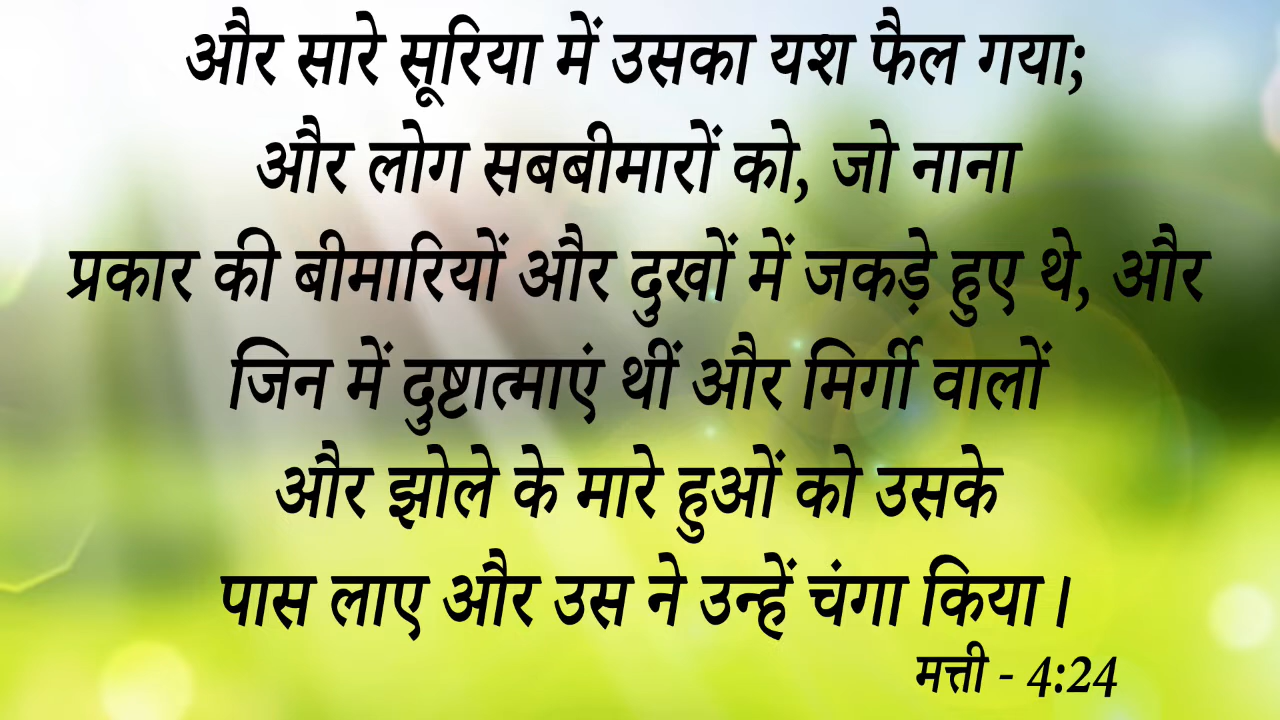 और सारे सूरिया में उसका यश फैल गया;
और लोग सबबीमारों को, जो नाना
प्रकार की बीमारियों और दुखों में जकड़े हुए थे, और
जिन में दुष्टात्माएं थीं और मिर्गी वालों
और झोले के मारे हुओं को उसके
पास लाए और उस ने उन्हें चंगा किया।
मत्ती - 4:24